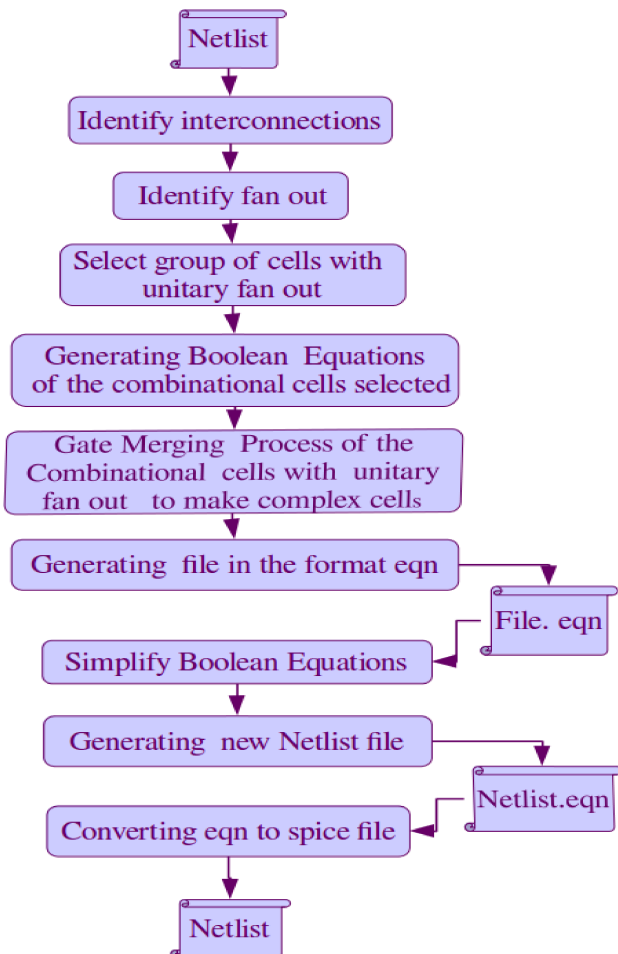 Netlist
Identify interconnections
Identify fan out
Select group of cells with
unitary fan out
Generating Boolean Equations
of the combinational cells selected
Gate Merging Process of the
Combinational cells with unitary
fan out to make complex cells
Generating file in the format eqn
File. eqn
Simplify Boolean Equations
Generating new Netlist file
Netlist.eqn
Converting eqn to spice file
Netlist